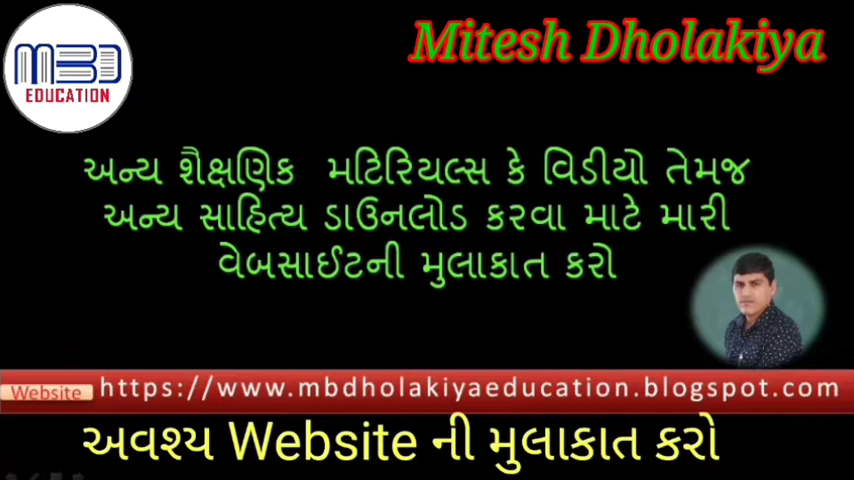 MBD
EDUCATION
Mitesh Dholakiya
અન્ય શૈક્ષણિક મટિરિયલ્સ કે વિડીયો તેમજ
અન્ય સાહિત્ય ડાઉનલોડ કરવા માટે મારી
વેબસાઈટની મુલાકાત કરો
Website https://www.mbdholakiyaeducation.blogspot.com
અવશ્ય Website ની મુલાકાત કરો